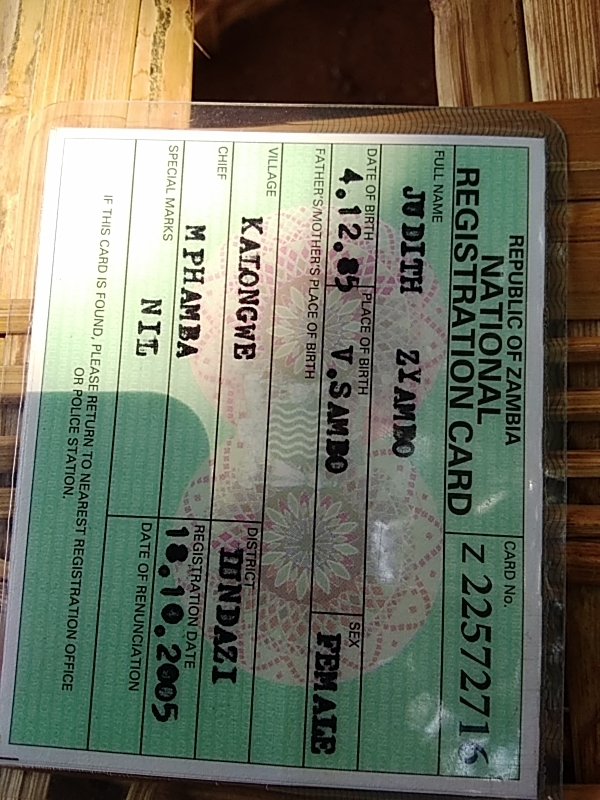 REPUBLIC OF ZAMBIA
NATIONAL
REGISTRATION CARD
CARD No.
Z 22572716
FULL NAME
JUDITH ZYAMBO
DATE OF BIRTH
4.12.85
PLACE OF BIRTH
V.SAMBO
SEX
FEMALE
FATHER'S/MOTHER'S PLACE OF BIRTH
VILLAGE
KALONGWE
DISTRICT
LUNDAZI
CHIEF
MPHAMBA
REGISTRATION DATE
18.10.2005
SPECIAL MARKS
NIL
DATE OF RENUNCIATION
IF THIS CARD IS FOUND, PLEASE RETURN TO NEAREST REGISTRATION OFFICE
OR POLICE STATION.